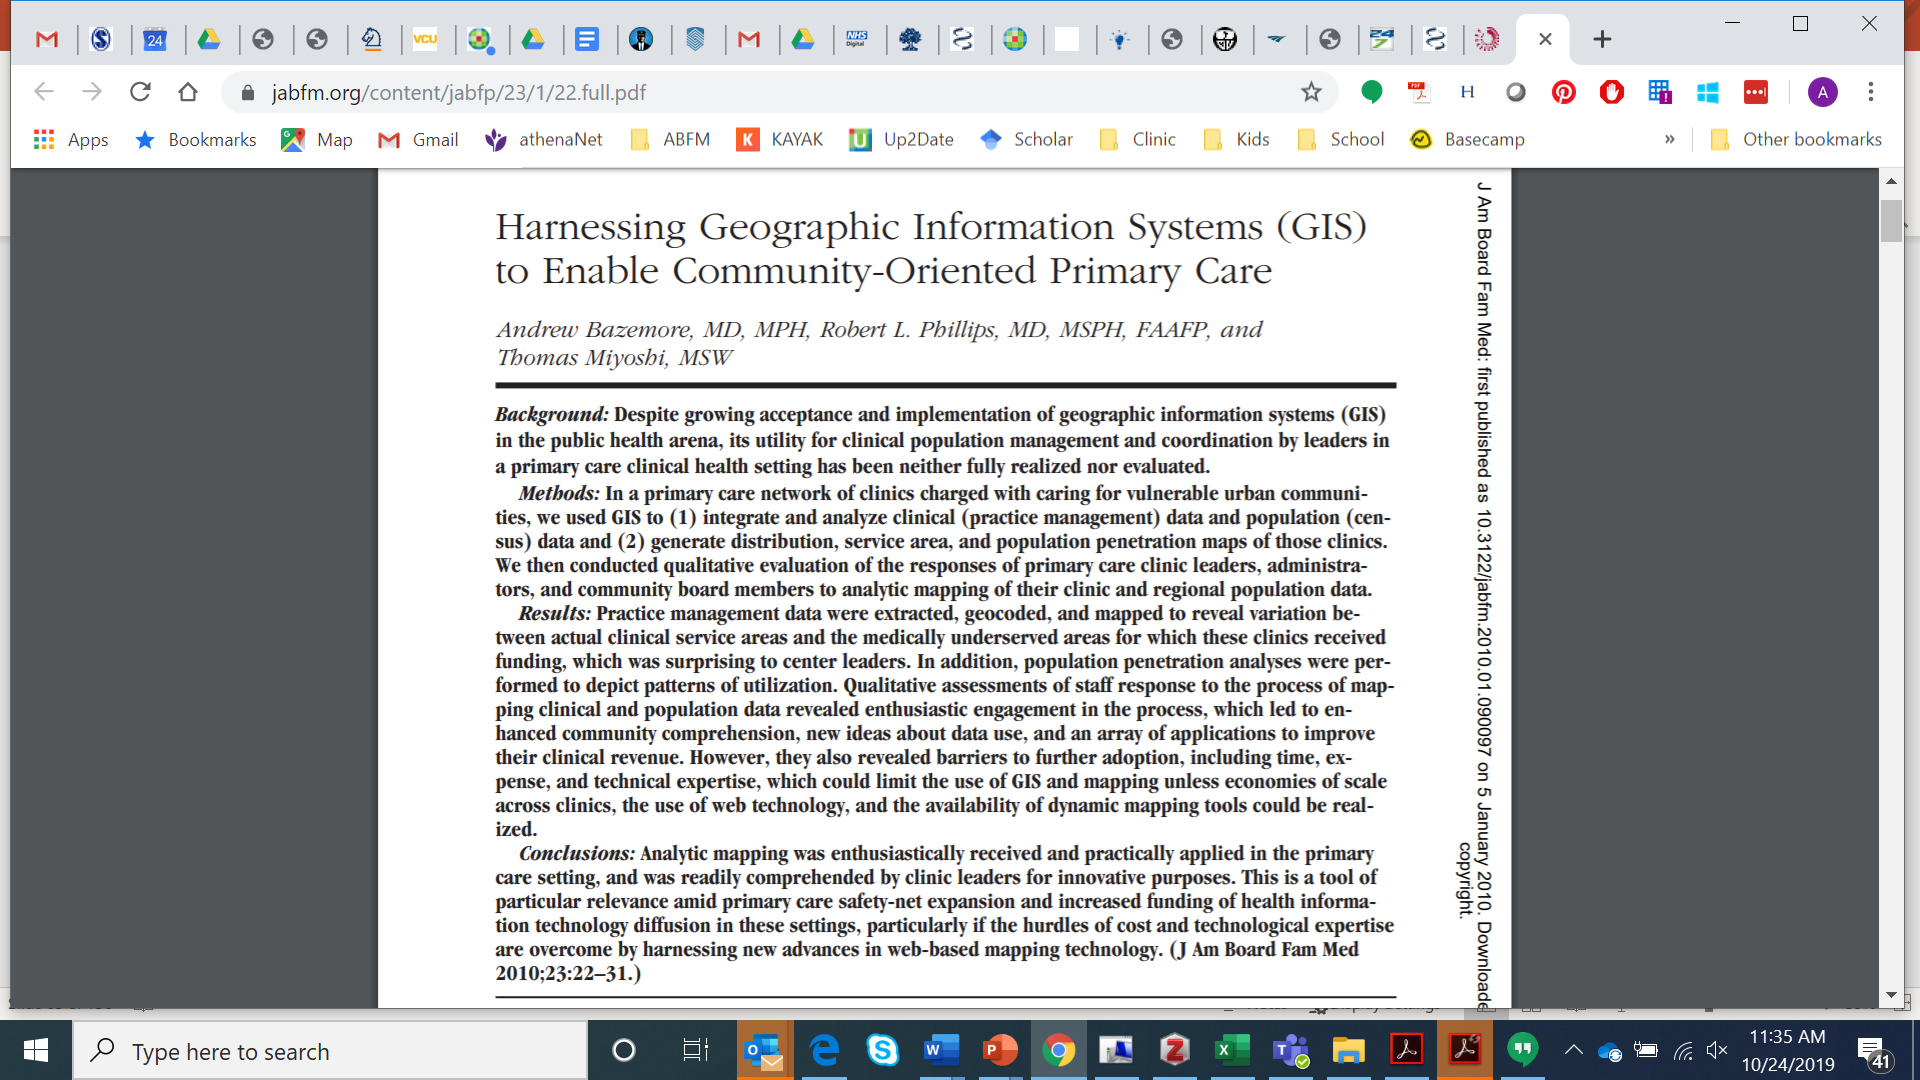 24
VCU
NHS
Digital
24
jabfm.org/content/jabfp/23/1/22.full.pdf
PDF
H
A
Apps
Bookmarks
Map
Gmail
athenaNet
ABFM
K
KAYAK
U
Up2Date
Scholar
Clinic
Kids
School
Basecamp
»
Other bookmarks
Harnessing Geographic Information Systems (GIS)
to Enable Community-Oriented Primary Care
Andrew Bazemore, MD, MPH, Robert L. Phillips, MD, MSPH, FAAFP, and
Thomas Miyoshi, MSW
Background: Despite growing acceptance and implementation of geographic information systems (GIS)
in the public health arena, its utility for clinical population management and coordination by leaders in
a primary care clinical health setting has been neither fully realized nor evaluated.
Methods: In a primary care network of clinics charged with caring for vulnerable urban communi-
ties, we used GIS to (1) integrate and analyze clinical (practice management) data and population (cen-
sus) data and (2) generate distribution, service area, and population penetration maps of those clinics.
We then conducted qualitative evaluation of the responses of primary care clinic leaders, administra-
tors, and community board members to analytic mapping of their clinic and regional population data.
Results: Practice management data were extracted, geocoded, and mapped to reveal variation be-
tween actual clinical service areas and the medically underserved areas for which these clinics received
funding, which was surprising to center leaders. In addition, population penetration analyses were per-
formed to depict patterns of utilization. Qualitative assessments of staff response to the process of map-
ping clinical and population data revealed enthusiastic engagement in the process, which led to en-
hanced community comprehension, new ideas about data use, and an array of applications to improve
their clinical revenue. However, they also revealed barriers to further adoption, including time, ex-
pense, and technical expertise, which could limit the use of GIS and mapping unless economies of scale
across clinics, the use of web technology, and the availability of dynamic mapping tools could be real-
ized.
Conclusions: Analytic mapping was enthusiastically received and practically applied in the primary
care setting, and was readily comprehended by clinic leaders for innovative purposes. This is a tool of
particular relevance amid primary care safety-net expansion and increased funding of health informa-
tion technology diffusion in these settings, particularly if the hurdles of cost and technological expertise
are overcome by harnessing new advances in web-based mapping technology. (J Am Board Fam Med
2010;23:22–31.)
J Am Board Fam Med: first published as 10.3122/jabfm.2010.01.090097 on 5 January 2010. Downloade
copyright.
Type here to search
11:35 AM
10/24/2019
41